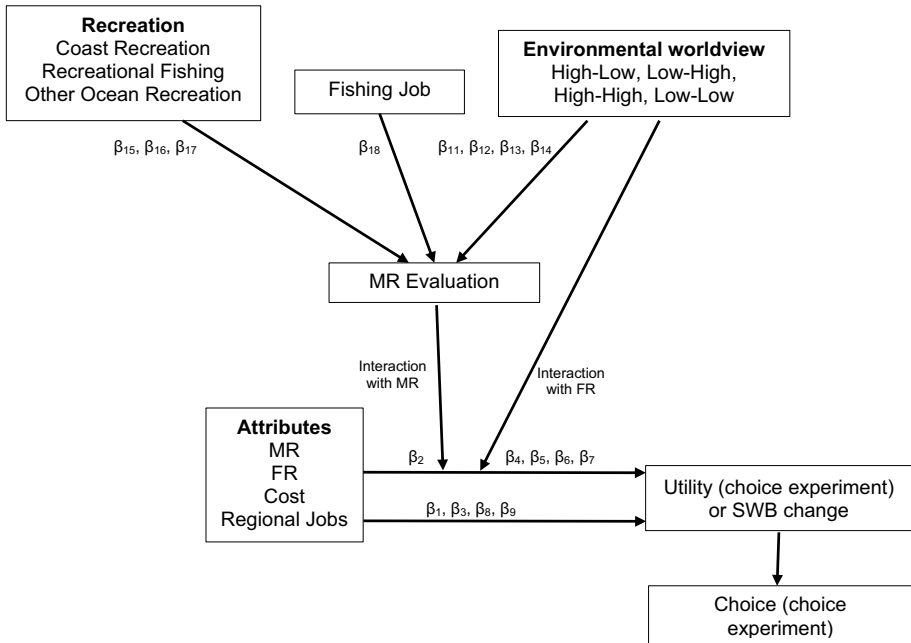 Recreation
Coast Recreation
Recreational Fishing
Other Ocean Recreation
Fishing Job
Environmental worldview
High-Low, Low-High,
High-High, Low-Low
β15, β16, β17
β18
β11, β12, β13, β14
MR Evaluation
Interaction
with MR
Interaction
with FR
Attributes
MR
FR
Cost
Regional Jobs
β2
β4, β5, β6, β7
β1, β3, β8, β9
Utility (choice experiment)
or SWB change
Choice (choice
experiment)